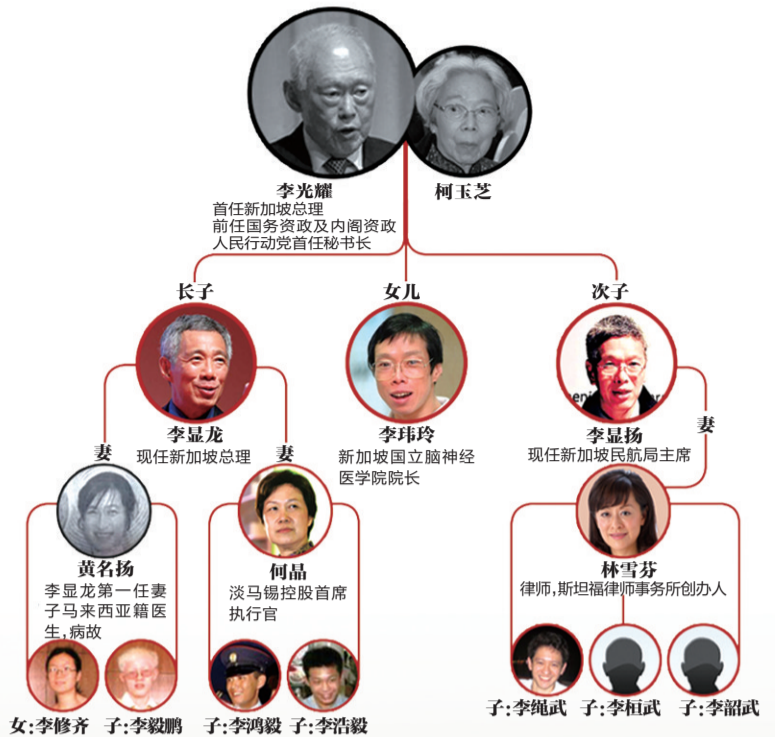 李光耀
柯玉芝
首任新加坡总理
前任国务资政及内阁资政
人民行动党首任秘书长
长子
女儿
次子
李显龙
李玮玲
李显扬
妻
现任新加坡总理
妻
新加坡国立脑神经
医学院院长
现任新加坡民航局主席
妻
黄名扬
何晶
林雪芬
李显龙第一任妻
子马来西亚籍医
生,病故
淡马锡控股首席
执行官
律师,斯坦福律师事务所创办人
女:李修齐
子:李毅鹏
子:李鸿毅
子:李浩毅
子:李绳武
子:李桓武
子:李韶武